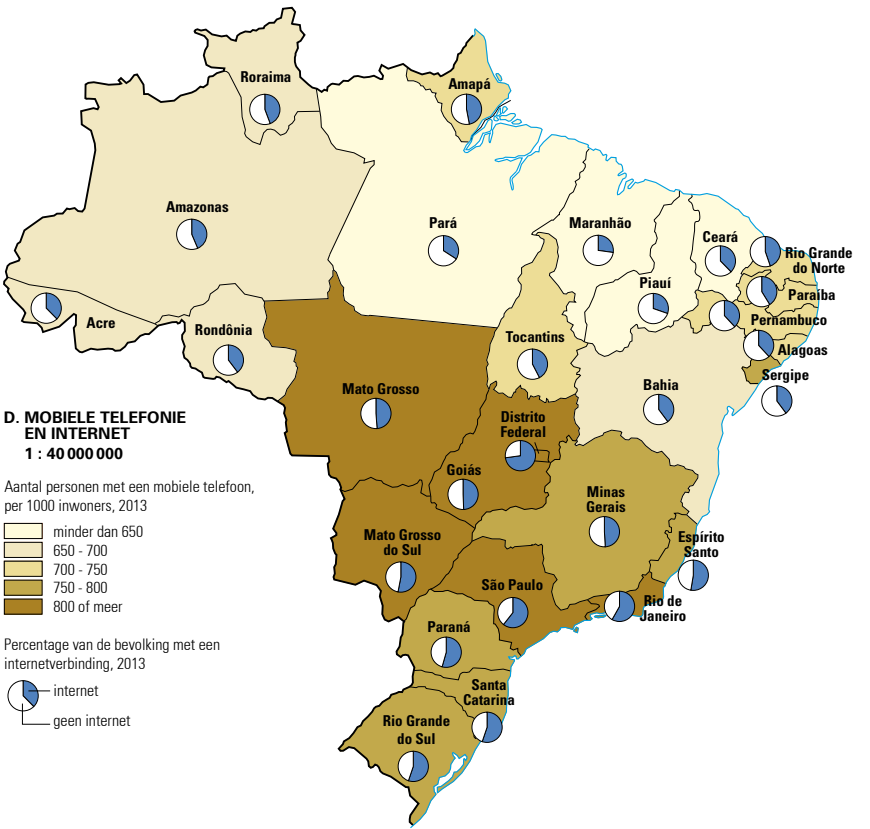 Roraima
Amapá
Amazonas
Pará
Maranhão
Ceará
Rio Grande
do Norte
Piauí
Paraíba
Acre
Rondônia
Pernambuco
Tocantins
Alagoas
Sergipe
Bahia
Mato Grosso
Distrito
Federal
Goiás
Minas
Gerais
Mato Grosso
do Sul
Espírito
Santo
São Paulo
Rio de
Janeiro
Paraná
Santa
Catarina
Rio Grande
do Sul
D. MOBIELE TELEFONIE
EN INTERNET
1 : 40 000 000
Aantal personen met een mobiele telefoon,
per 1000 inwoners, 2013
minder dan 650
650 - 700
700 - 750
750 - 800
800 of meer
Percentage van de bevolking met een
internetverbinding, 2013
internet
geen internet